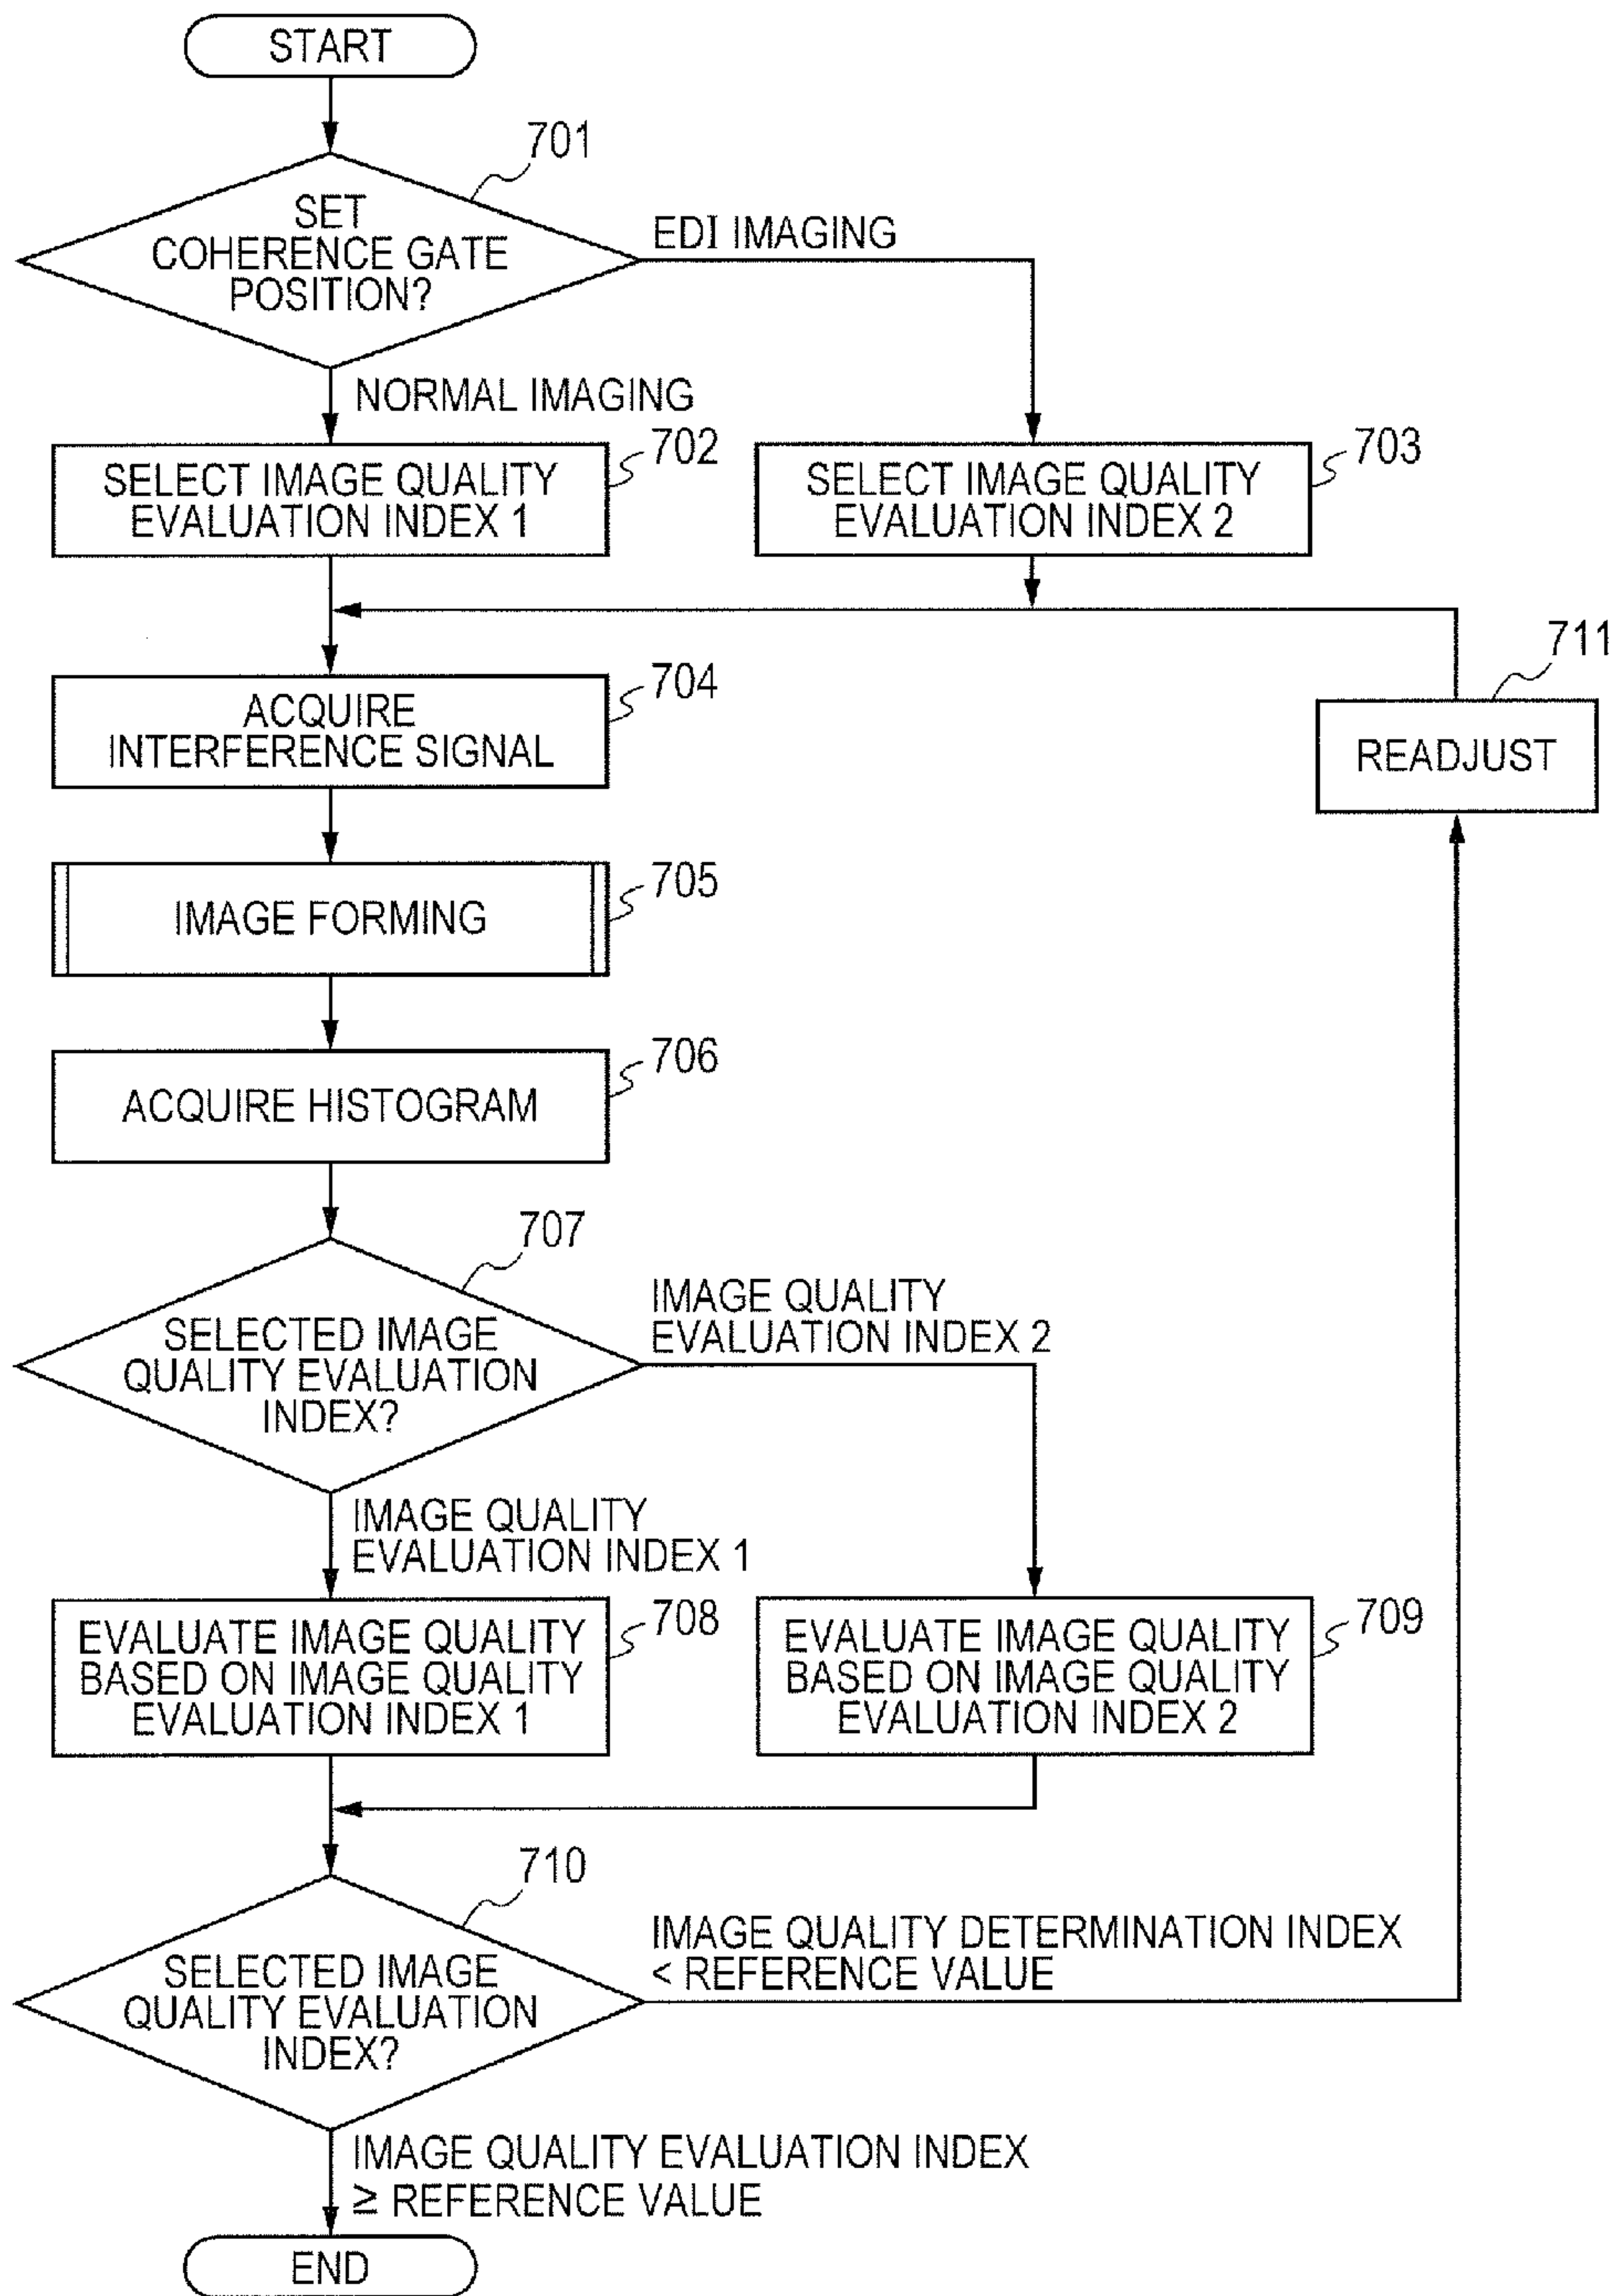 START
701
SET
COHERENCE GATE
POSITION?
EDI IMAGING
NORMAL IMAGING
702
SELECT IMAGE QUALITY
EVALUATION INDEX 1
703
SELECT IMAGE QUALITY
EVALUATION INDEX 2
711
READJUST
704
ACQUIRE
INTERFERENCE SIGNAL
705
IMAGE FORMING
706
ACQUIRE HISTOGRAM
707
SELECTED IMAGE
QUALITY EVALUATION
INDEX?
IMAGE QUALITY
EVALUATION INDEX 2
IMAGE QUALITY
EVALUATION INDEX 1
708
EVALUATE IMAGE QUALITY
BASED ON IMAGE QUALITY
EVALUATION INDEX 1
709
EVALUATE IMAGE QUALITY
BASED ON IMAGE QUALITY
EVALUATION INDEX 2
710
SELECTED IMAGE
QUALITY EVALUATION
INDEX?
IMAGE QUALITY DETERMINATION INDEX
< REFERENCE VALUE
IMAGE QUALITY EVALUATION INDEX
≥ REFERENCE VALUE
END